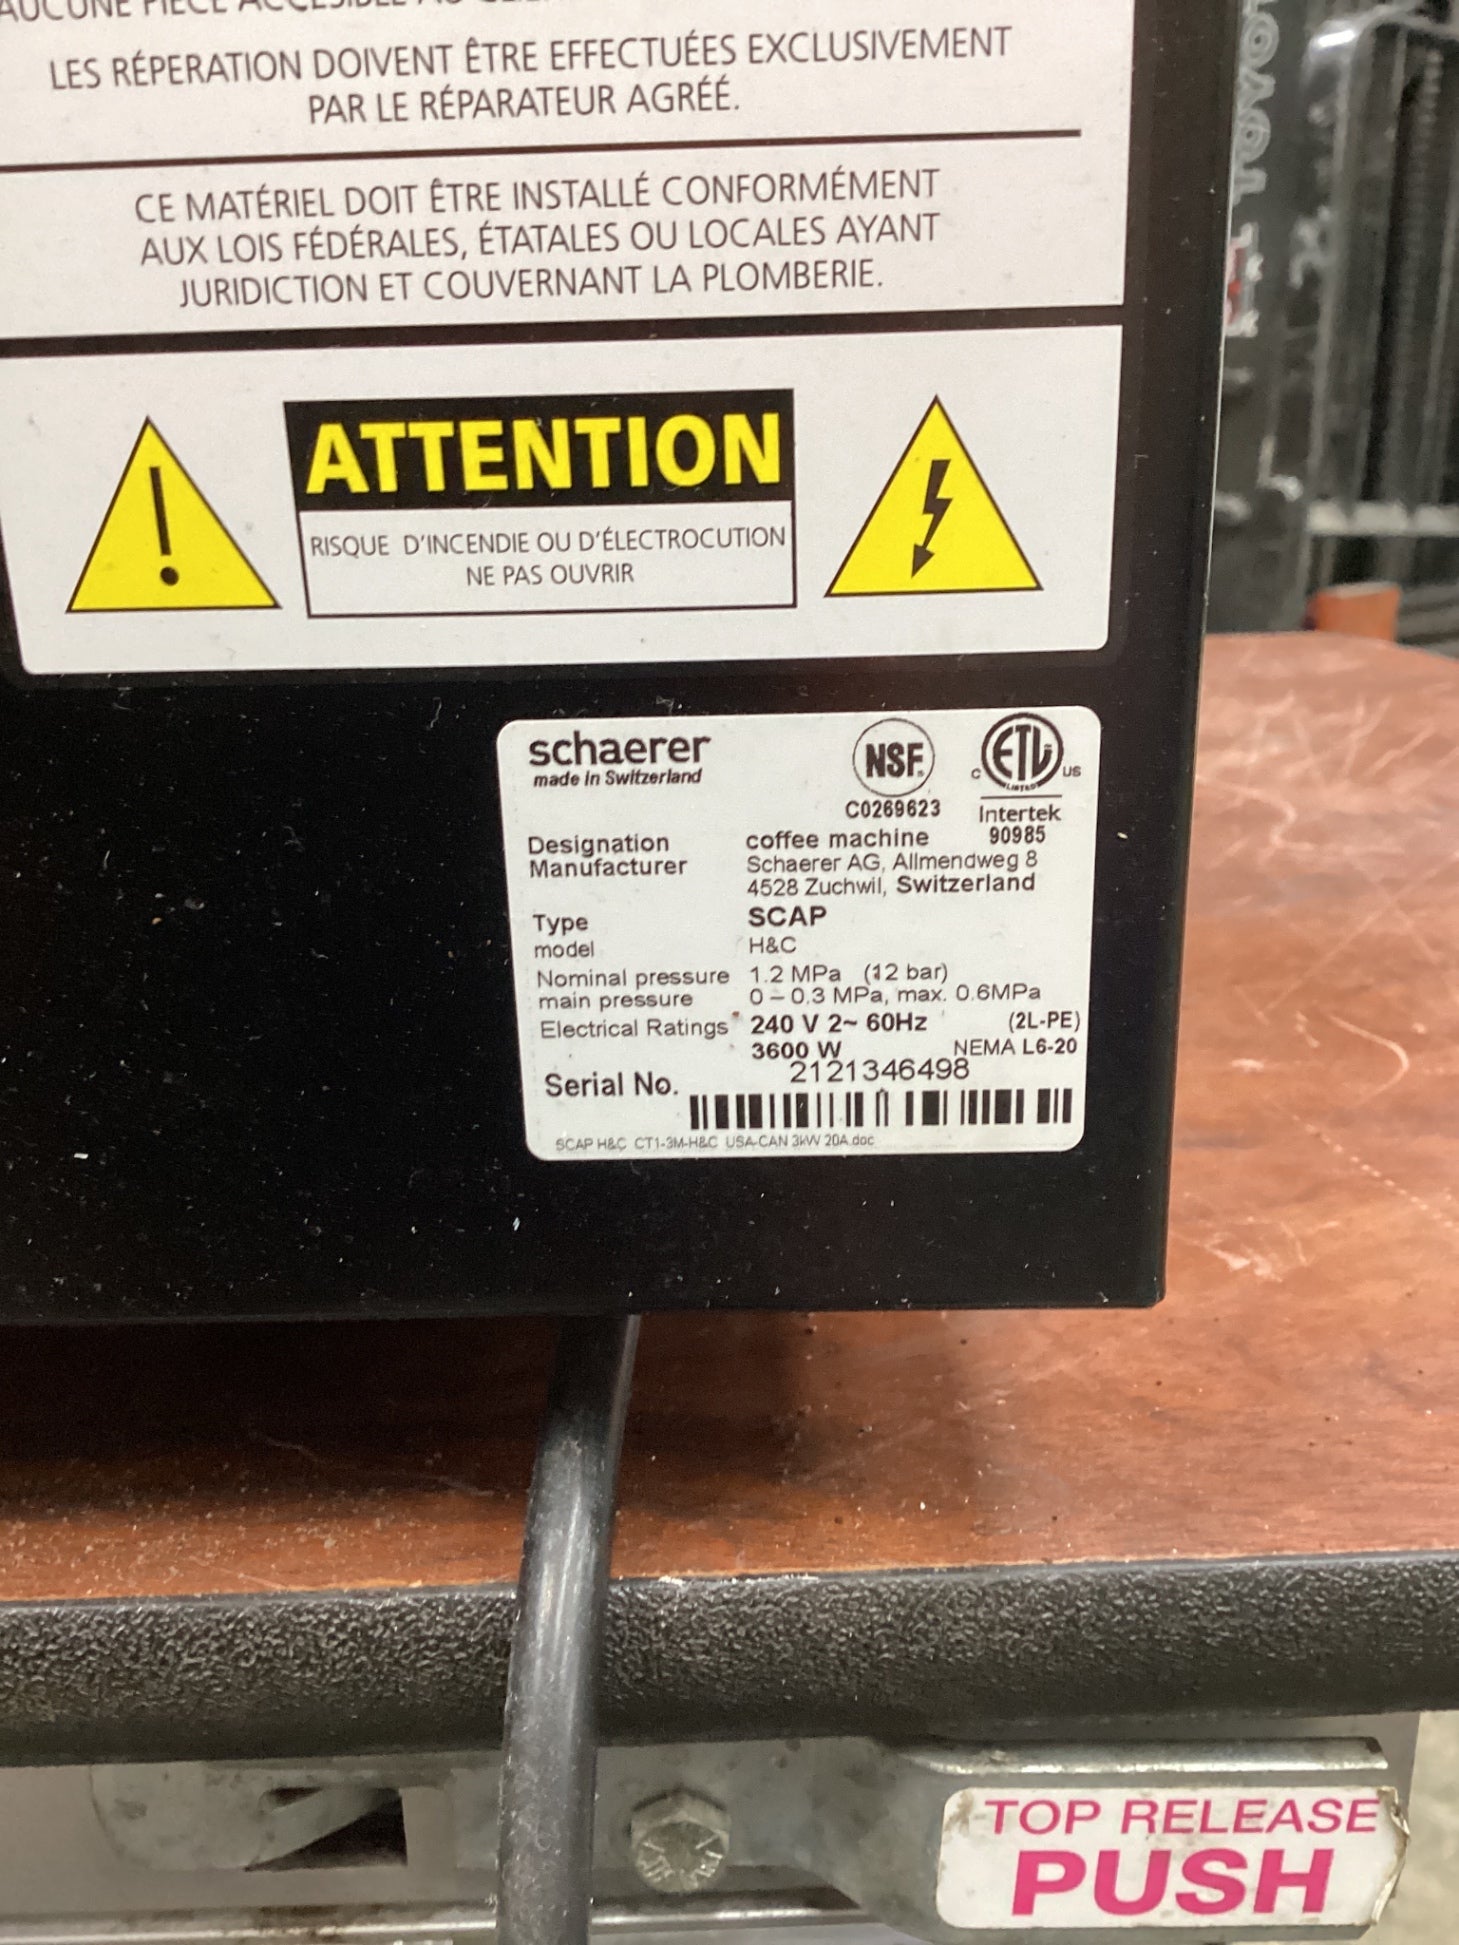 AUCUNE PIÈCE
LES RÉPERATION DOIVENT ÊTRE EFFECTUÉES EXCLUSIVEMENT
PAR LE RÉPARATEUR AGRÉÉ.
CE MATÉRIEL DOIT ÊTRE INSTALLÉ CONFORMÉMENT
AUX LOIS FÉDÉRALES, ÉTATALES OU LOCALES AYANT
JURIDICTION ET COUVERNANT LA PLOMBERIE.
ATTENTION
RISQUE D'INCENDIE OU D'ÉLECTROCUTION
NE PAS OUVRIR
schaerer
made in Switzerland
NSF
C0269623
C ETL US
LISTED
Intertek
90985
Designation coffee machine
Manufacturer Schaerer AG, Allmendweg 8
4528 Zuchwil, Switzerland
Type SCAP
model H&C
Nominal pressure 1.2 MPa (12 bar)
main pressure 0 – 0.3 MPa, max. 0.6MPa
Electrical Ratings 240 V 2~ 60Hz (2L-PE)
3600 W NEMA L6-20
Serial No. 2121346498
SCAP H&C CT1-3M-H&C USA-CAN 3kW 20A.doc
TOP RELEASE
PUSH